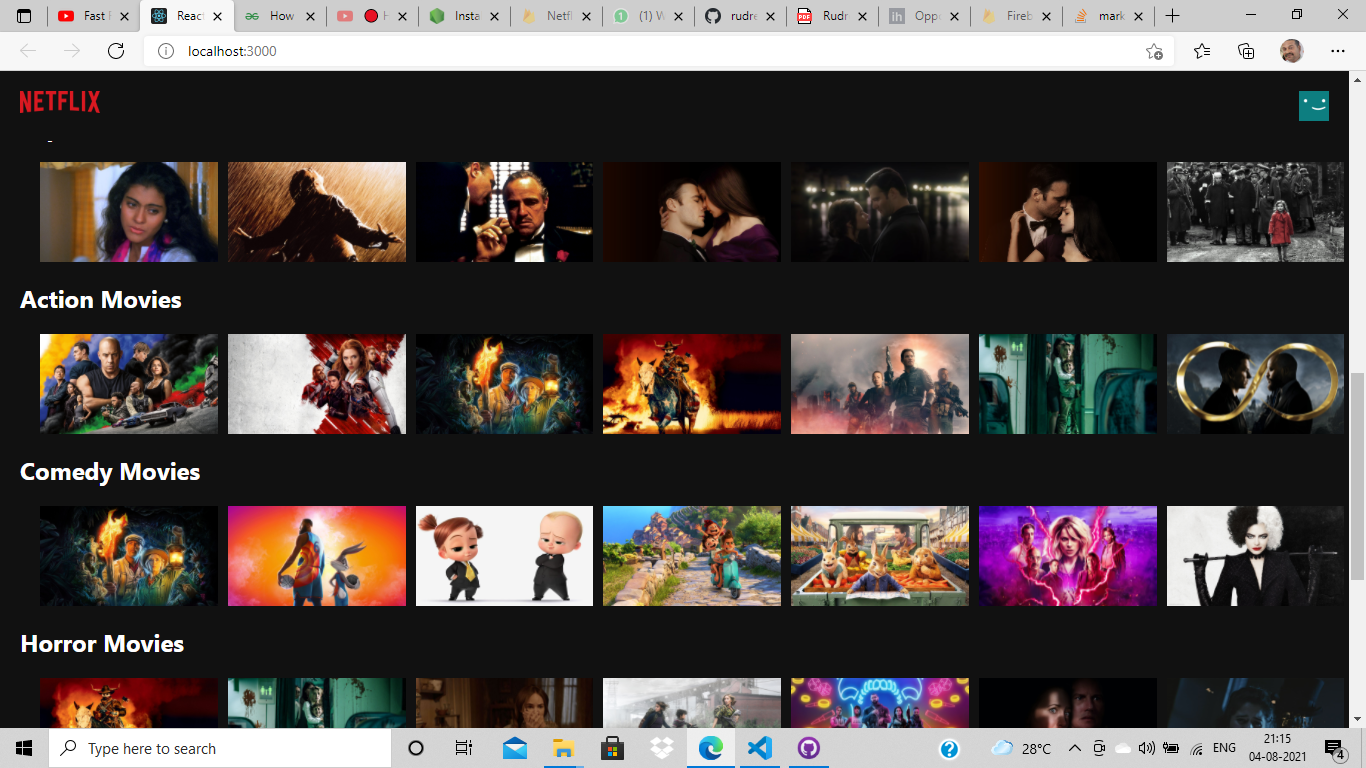 Fast F
React
How
H
Insta
Netfl
(1) W
rudre
Rudr
Oppo
Fireb
mark
localhost:3000
NETFLIX
Action Movies
Comedy Movies
Horror Movies
Type here to search
28°C
ENG
21:15
04-08-2021
4